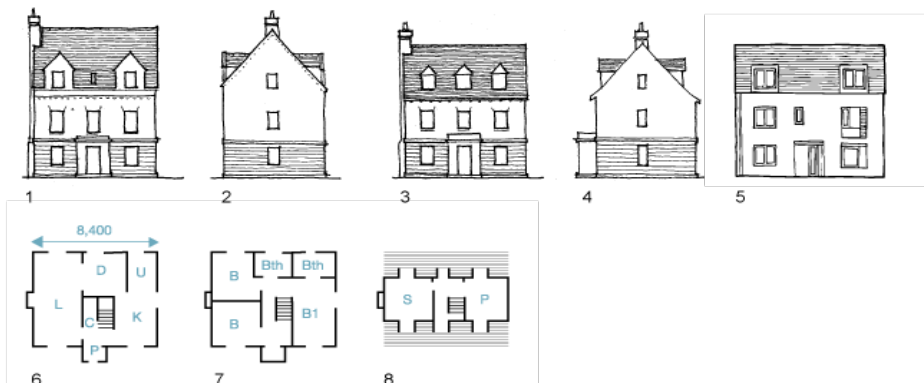 1 2 3 4 5
8,400
D U
L
C K
P
B Bth Bth
B B1
S P
6 7 8